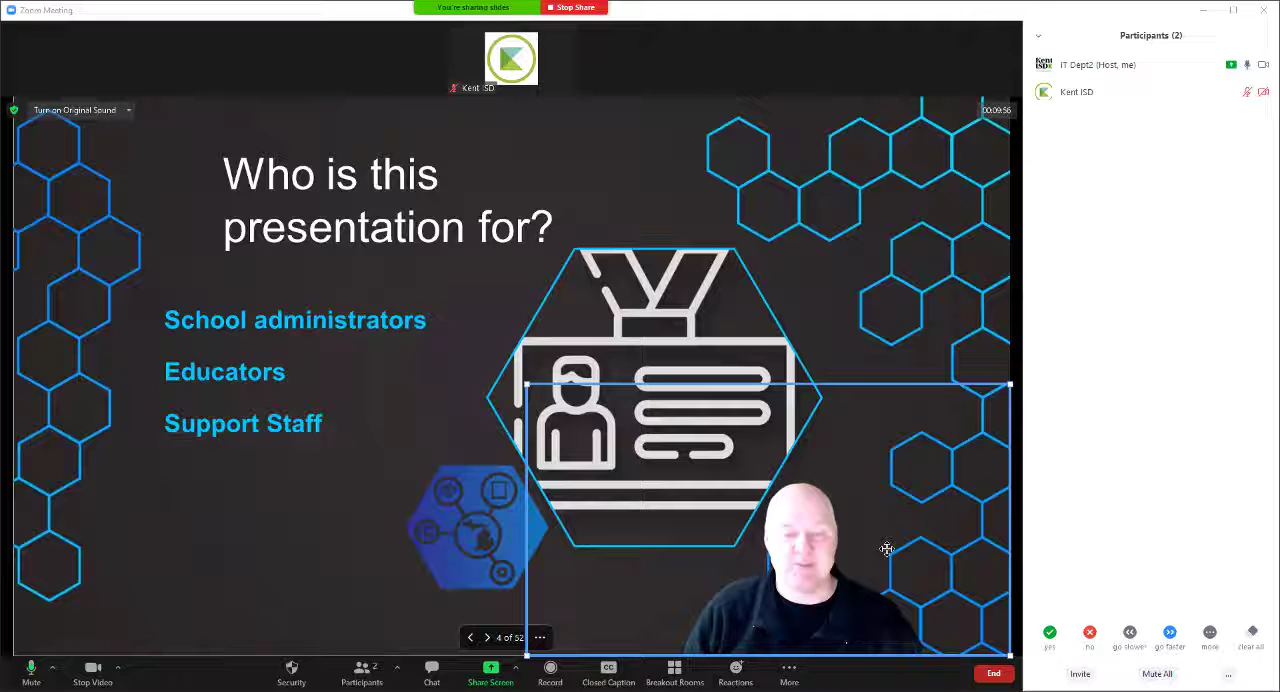 Zoom Meeting
You're sharing slides
Stop Share
Kent ISD
Turn on Original Sound
00:09:56
Who is this
presentation for?
School administrators
Educators
Support Staff
4 of 52
Participants (2)
Kent ISD
IT Dept2 (Host, me)
Kent ISD
yes
no
go slower
go faster
more
clear all
Invite
Mute All
Mute
Stop Video
Security
Participants
2
Chat
Share Screen
Record
CC
Closed Caption
Breakout Rooms
Reactions
More
End